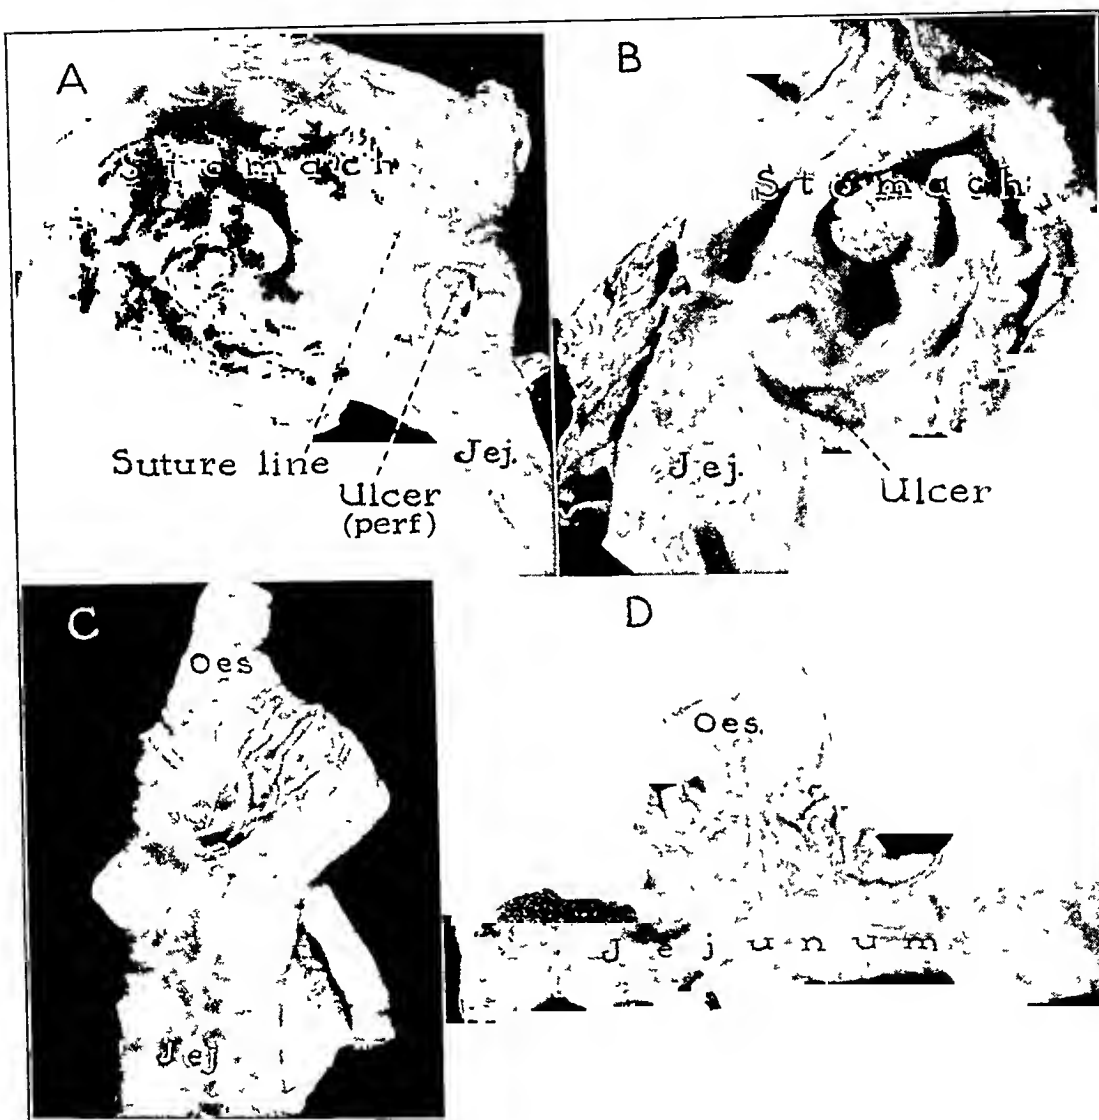 A
Stomach
Suture line
Ulcer
(perf)
Jej.
B
Stomach
Jej.
Ulcer
C
Oes
Jej
D
Oes.
Jejunum